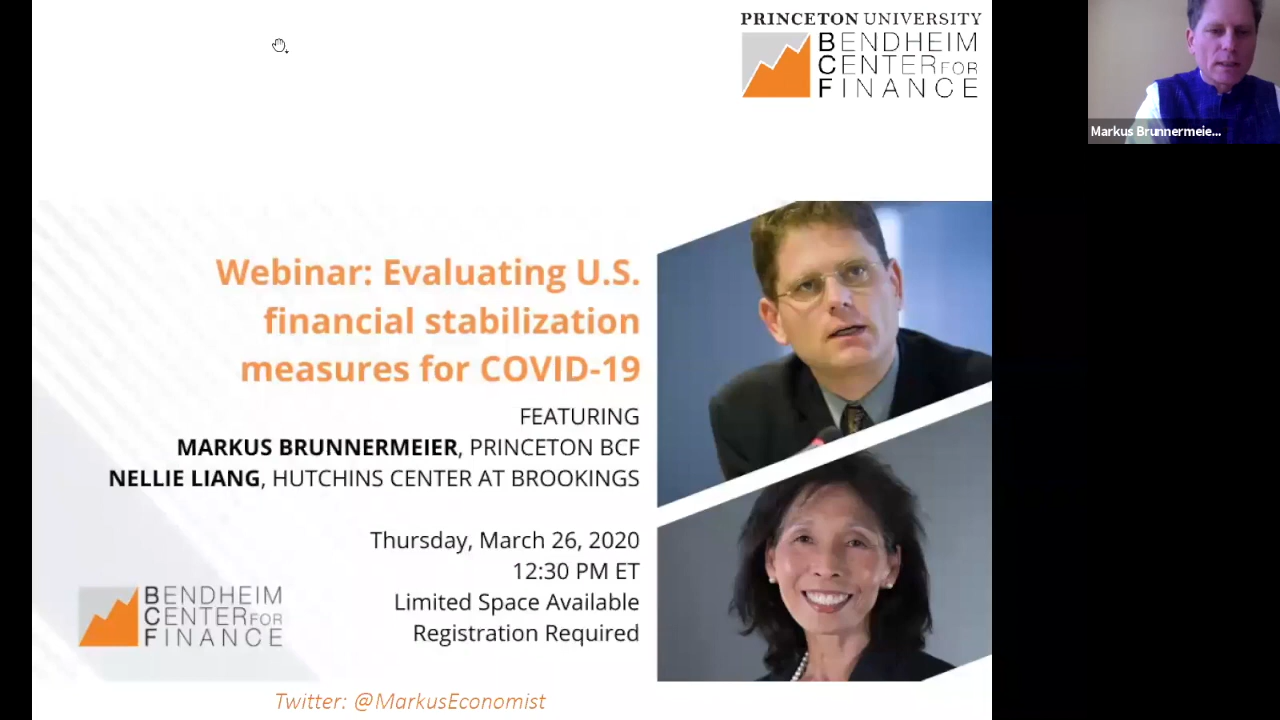 PRINCETON UNIVERSITY
BENDHEIM
CENTER FOR
FINANCE
Markus Brunnermeie...
Webinar: Evaluating U.S.
financial stabilization
measures for COVID-19
FEATURING
MARKUS BRUNNERMEIER, PRINCETON BCF
NELLIE LIANG, HUTCHINS CENTER AT BROOKINGS
Thursday, March 26, 2020
12:30 PM ET
Limited Space Available
Registration Required
BENDHEIM
CENTER FOR
FINANCE
Twitter: @MarkusEconomist